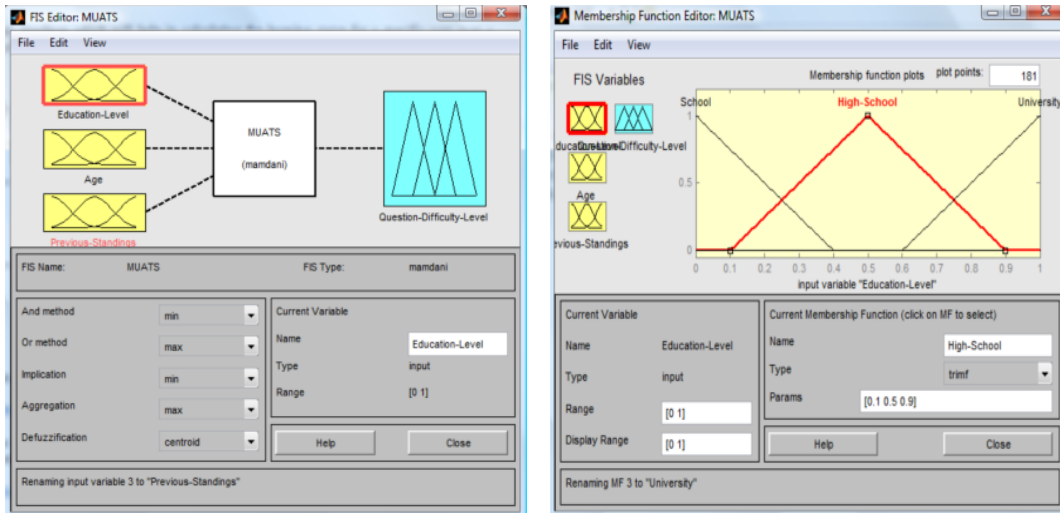 FIS Editor: MUATS
File Edit View
Education-Level
Age
Previous-Standings
MUATS
(mamdani)
Question-Difficulty-Level
FIS Name: MUATS FIS Type: mamdani
And method min
Or method max
Implication min
Aggregation max
Defuzzification centroid
Current Variable
Name Education-Level
Type input
Range [0 1]
Help Close
Renaming input variable 3 to "Previous-Standings"
Membership Function Editor: MUATS
File Edit View
FIS Variables
Question-Difficulty-Level
Age
evious-Standings
Membership function plots plot points: 181
School High-School University
1
0.5
0
0 0.1 0.2 0.3 0.4 0.5 0.6 0.7 0.8 0.9 1
input variable "Education-Level"
Current Variable
Name Education-Level
Type input
Range [0 1]
Display Range [0 1]
Current Membership Function (click on MF to select)
Name High-School
Type trimf
Params [0.1 0.5 0.9]
Help Close
Renaming MF 3 to "University"